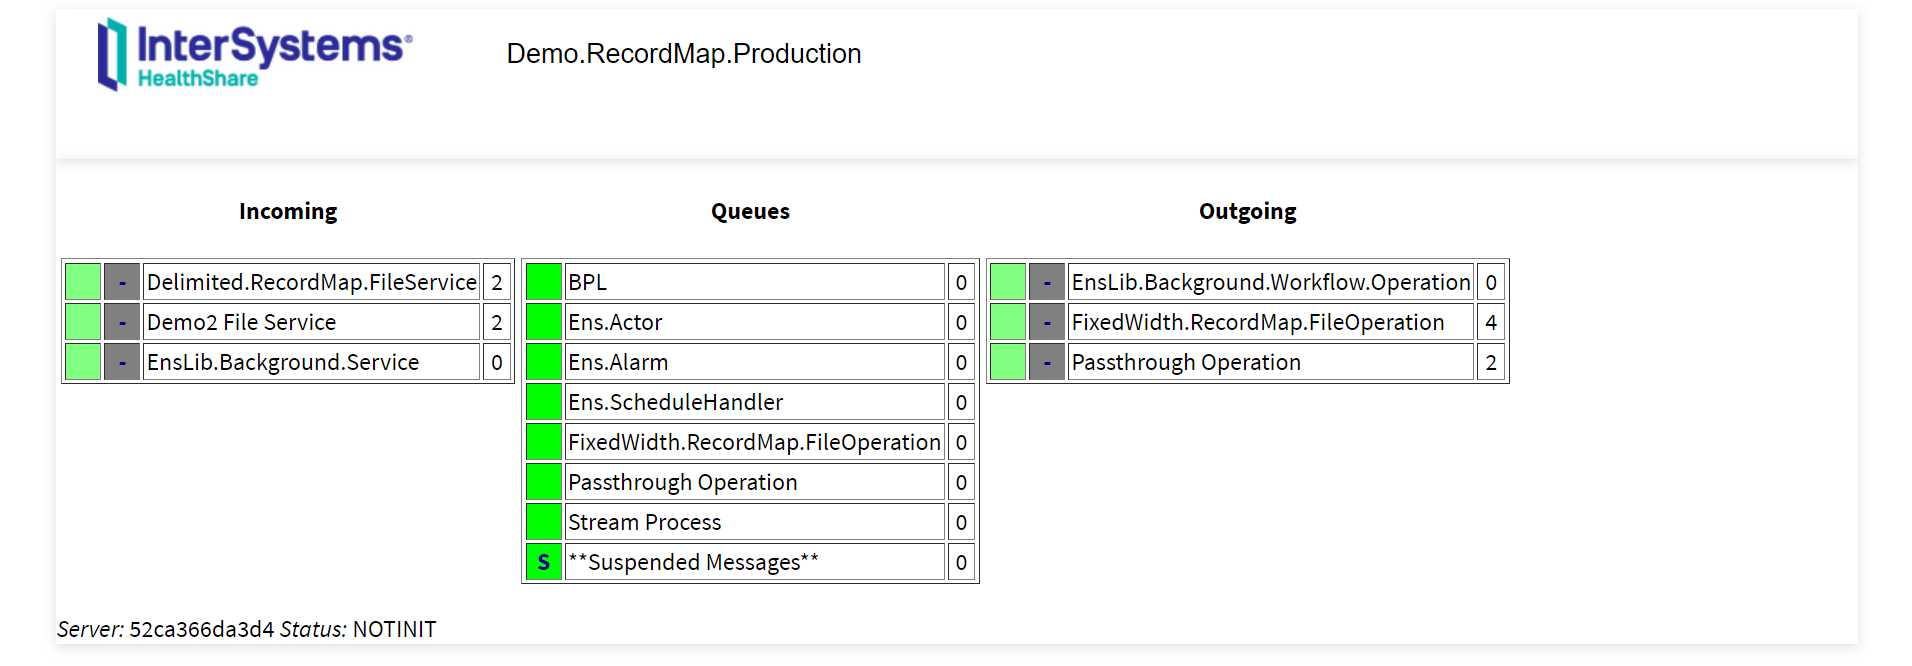 InterSystems®
HealthShare
Demo.RecordMap.Production
Incoming
- Delimited.RecordMap.FileService 2
- Demo2 File Service 2
- EnsLib.Background.Service 0
Queues
BPL 0
Ens.Actor 0
Ens.Alarm 0
Ens.ScheduleHandler 0
FixedWidth.RecordMap.FileOperation 0
Passthrough Operation 0
Stream Process 0
S **Suspended Messages** 0
Outgoing
- EnsLib.Background.Workflow.Operation 0
- FixedWidth.RecordMap.FileOperation 4
- Passthrough Operation 2
Server: 52ca366da3d4 Status: NOTINIT